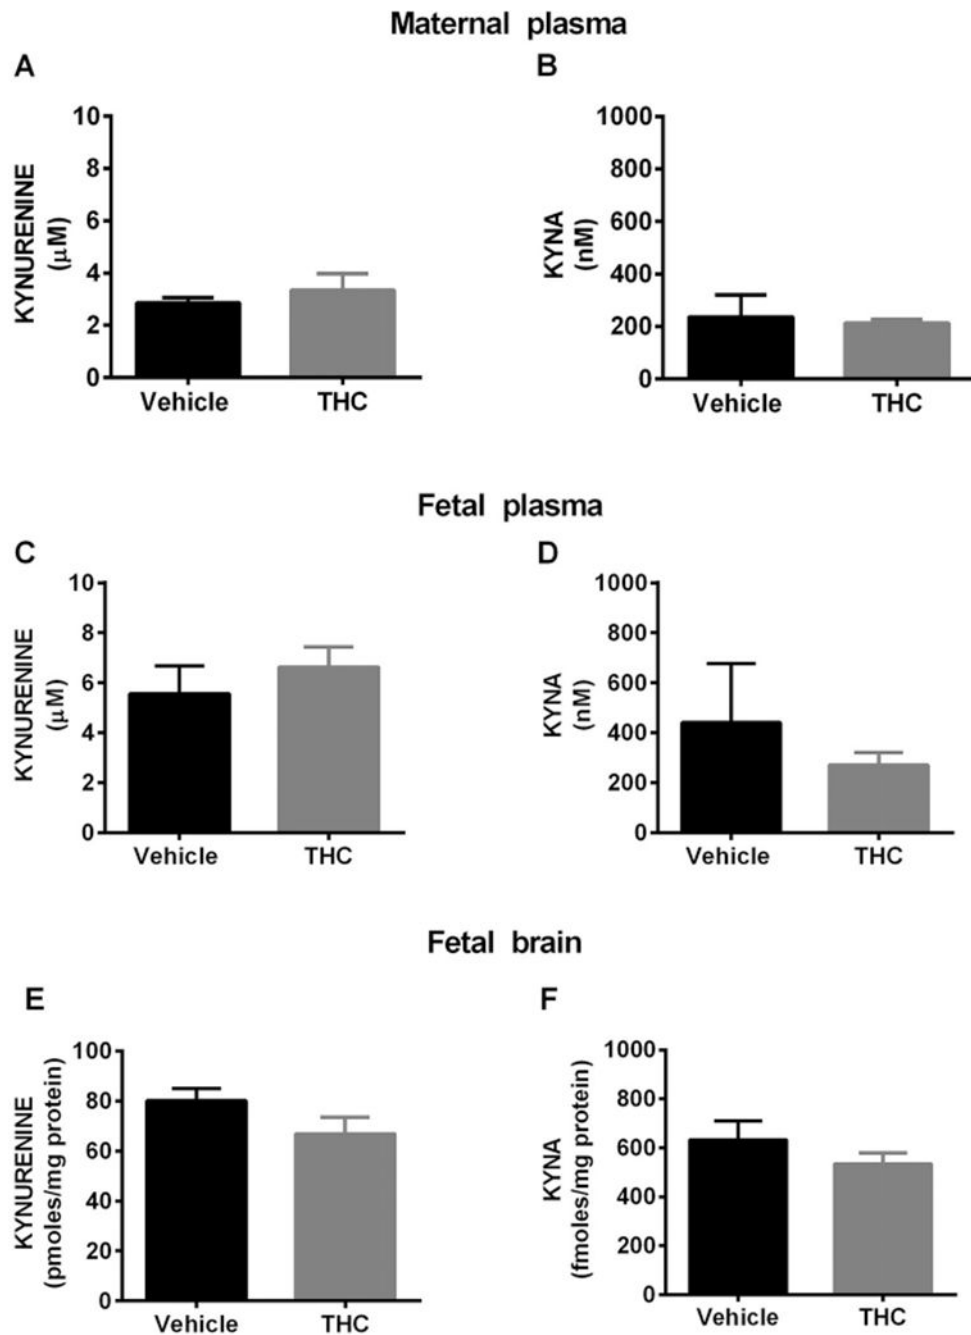 Maternal plasma
A
KYNURENINE
(μM)
10
8
6
4
2
0
Vehicle
THC
B
KYNA
(nM)
1000
800
600
400
200
0
Vehicle
THC
Fetal plasma
C
KYNURENINE
(μM)
10
8
6
4
2
0
Vehicle
THC
D
KYNA
(nM)
1000
800
600
400
200
0
Vehicle
THC
Fetal brain
E
KYNURENINE
(pmoles/mg protein)
100
80
60
40
20
0
Vehicle
THC
F
KYNA
(fmoles/mg protein)
1000
800
600
400
200
0
Vehicle
THC